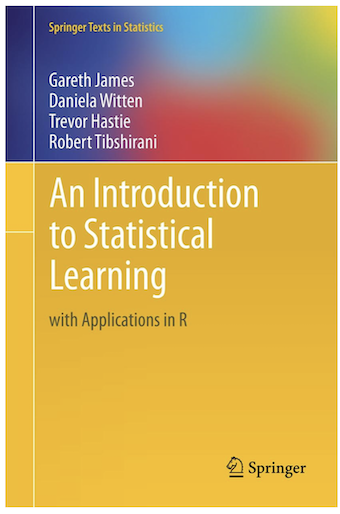 Springer Texts in Statistics
Gareth James
Daniela Witten
Trevor Hastie
Robert Tibshirani
An Introduction
to Statistical
Learning
with Applications in R
Springer